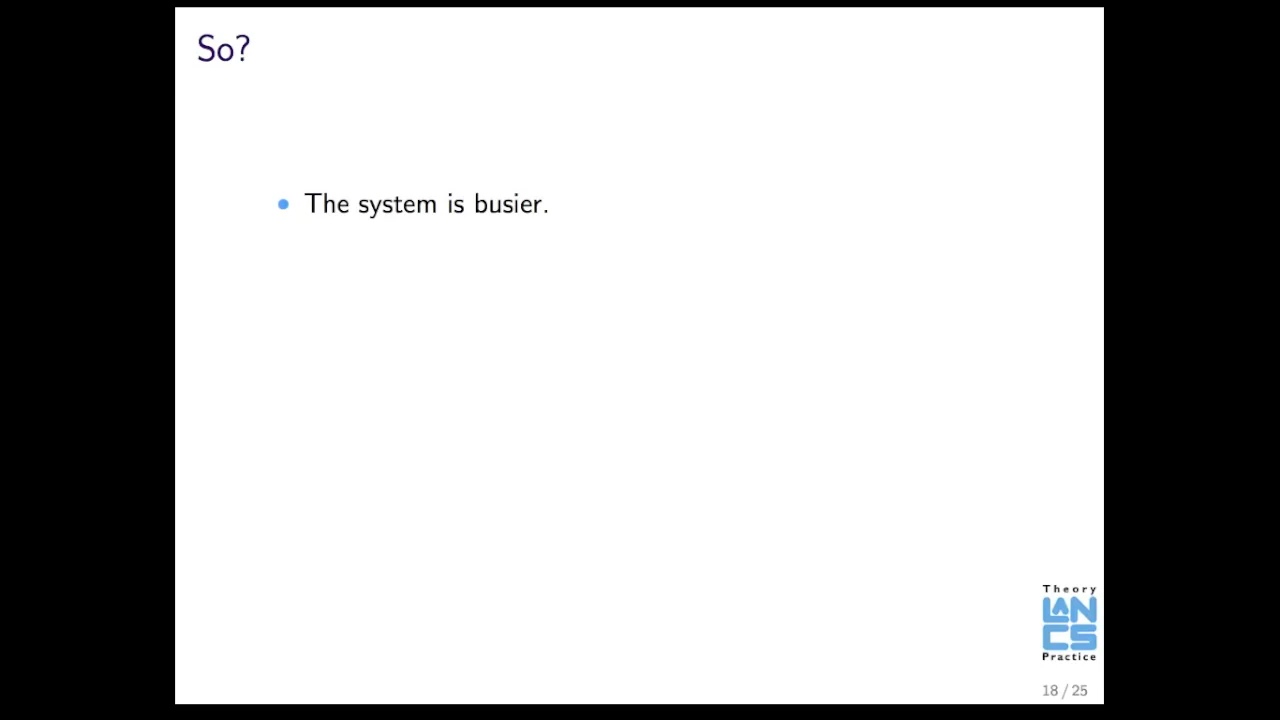 So?
The system is busier.
Theory
LANCS
Practice
18 / 25